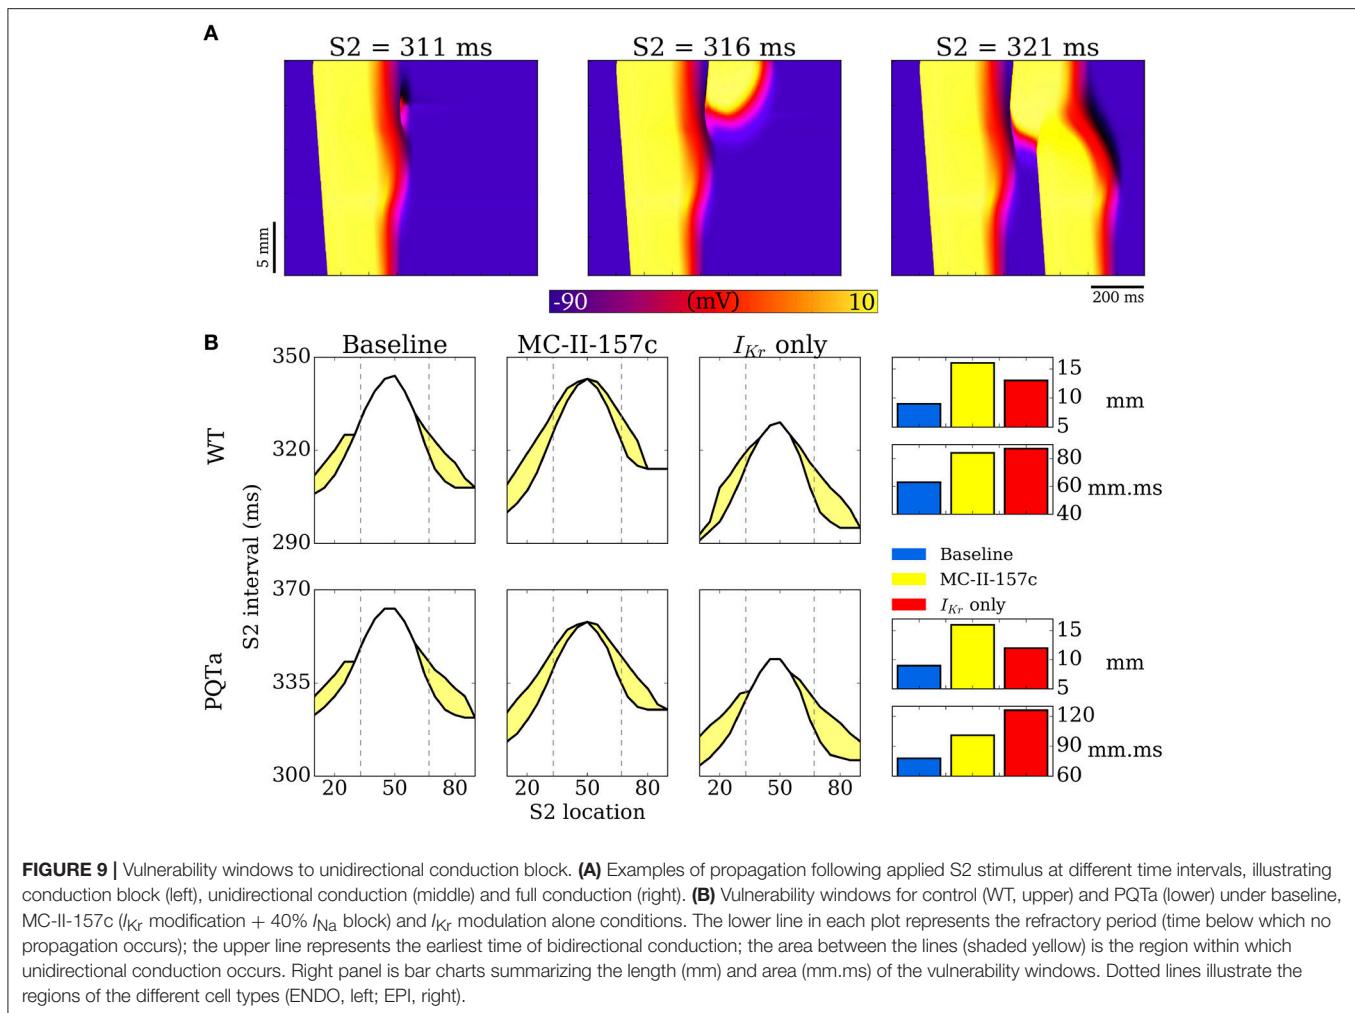 A
S2 = 311 ms
S2 = 316 ms
S2 = 321 ms
5 mm
-90
(mV)
10
200 ms
B
Baseline
MC-II-157c
IKr only
350
320
290
WT
15
10
5
mm
80
60
40
mm.ms
S2 interval (ms)
Baseline
MC-II-157c
IKr only
370
335
300
PQTa
15
10
5
mm
120
90
60
mm.ms
20 50 80
20 50 80
20 50 80
S2 location
FIGURE 9 | Vulnerability windows to unidirectional conduction block. (A) Examples of propagation following applied S2 stimulus at different time intervals, illustrating
conduction block (left), unidirectional conduction (middle) and full conduction (right). (B) Vulnerability windows for control (WT, upper) and PQTa (lower) under baseline,
MC-II-157c (IKr modification + 40% INa block) and IKr modulation alone conditions. The lower line in each plot represents the refractory period (time below which no
propagation occurs); the upper line represents the earliest time of bidirectional conduction; the area between the lines (shaded yellow) is the region within which
unidirectional conduction occurs. Right panel is bar charts summarizing the length (mm) and area (mm.ms) of the vulnerability windows. Dotted lines illustrate the
regions of the different cell types (ENDO, left; EPI, right).